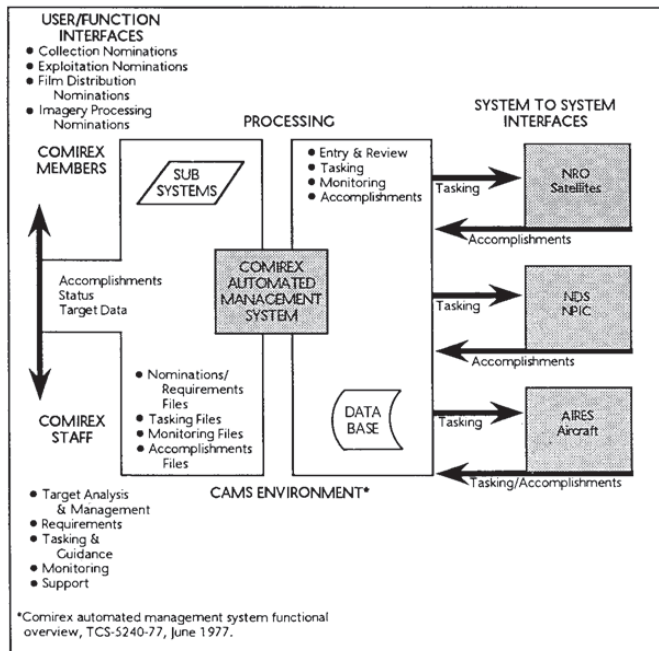 USER/FUNCTION
INTERFACES
● Collection Nominations
● Exploitation Nominations
● Film Distribution
Nominations
● Imagery Processing
Nominations
COMIREX
MEMBERS
Accomplishments
Status
Target Data
COMIREX
STAFF
● Target Analysis
& Management
● Requirements
● Tasking &
Guidance
● Monitoring
● Support
PROCESSING
SUB
SYSTEMS
● Entry & Review
● Tasking
● Monitoring
● Accomplishments
COMIREX
AUTOMATED
MANAGEMENT
SYSTEM
● Nominations/
Requirements
Files
● Tasking Files
● Monitoring Files
● Accomplishments
Files
DATA
BASE
CAMS ENVIRONMENT*
SYSTEM TO SYSTEM
INTERFACES
Tasking
NRO
Satellites
Accomplishments
Tasking
NDS
NPIC
Accomplishments
Tasking
AIRES
Aircraft
Tasking/Accomplishments
*Comirex automated management system functional
overview, TCS-5240-77, June 1977.